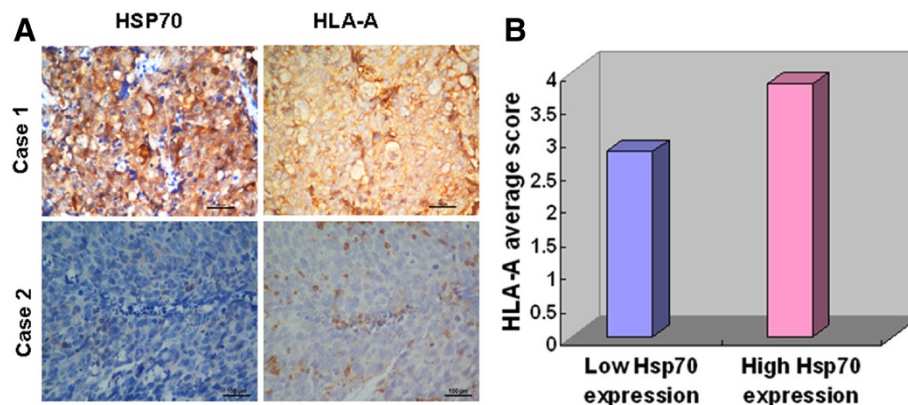 A
HSP70
HLA-A
Case 1
Case 2
100 µm
100 µm
B
HLA-A average score
4
3.5
3
2.5
2
1.5
1
0.5
0
Low Hsp70
expression
High Hsp70
expression